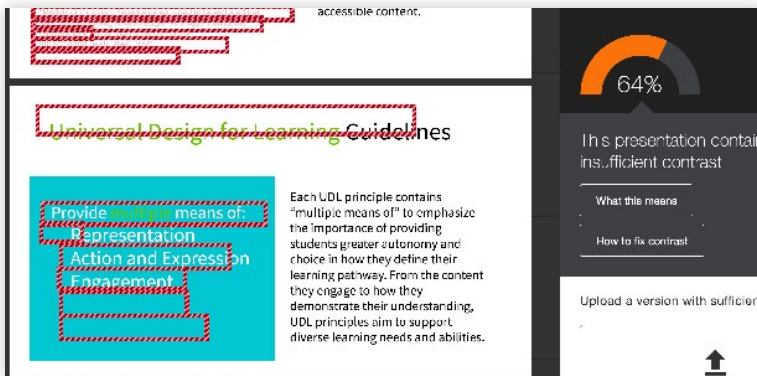 accessible content.
64%
Universal Design for Learning Guidelines
This presentation contain
insufficient contrast
Provide multiple means of:
Representation
Action and Expression
Engagement
Each UDL principle contains
"multiple means of" to emphasize
the importance of providing
students greater autonomy and
choice in how they define their
learning pathway. From the content
they engage to how they
demonstrate their understanding,
UDL principles aim to support
diverse learning needs and abilities.
What this means
How to fix contrast
Upload a version with sufficien